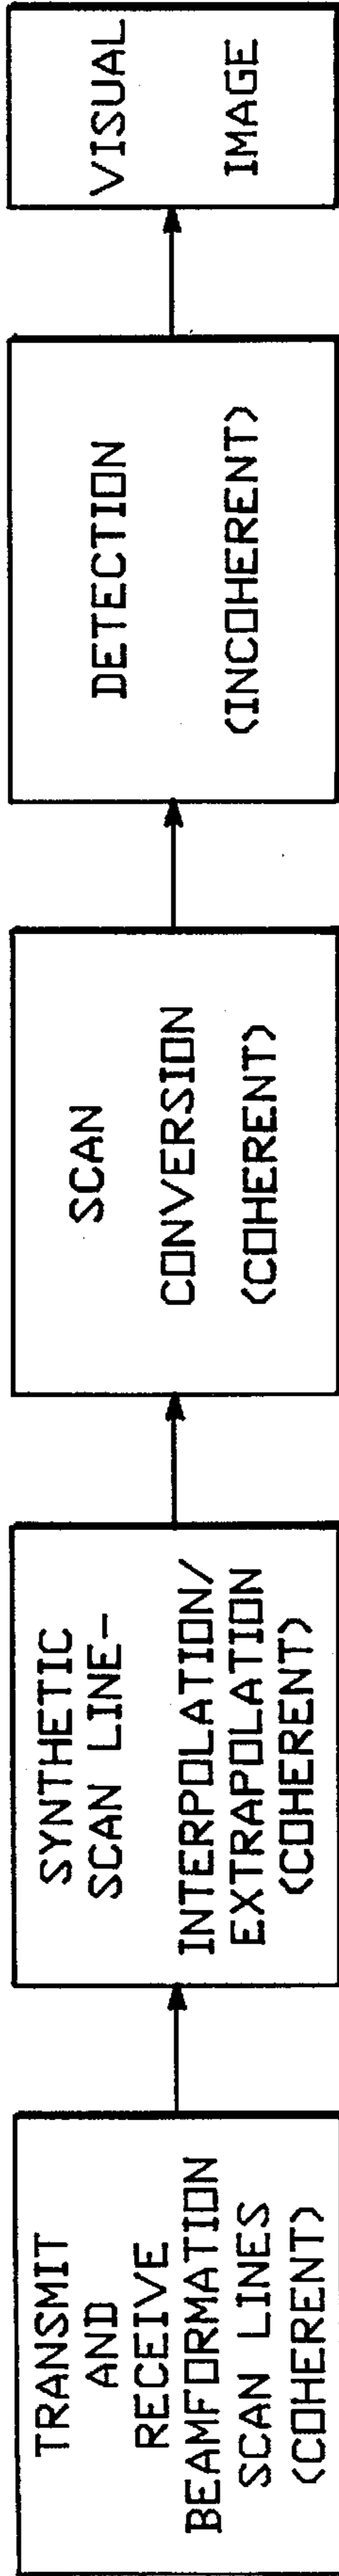 TRANSMIT
AND
RECEIVE
BEAMFORMATION
SCAN LINES
(COHERENT)
SYNTHETIC
SCAN LINE-
INTERPOLATION/
EXTRAPOLATION
(COHERENT)
SCAN
CONVERSION
(COHERENT)
DETECTION
(INCOHERENT)
VISUAL
IMAGE